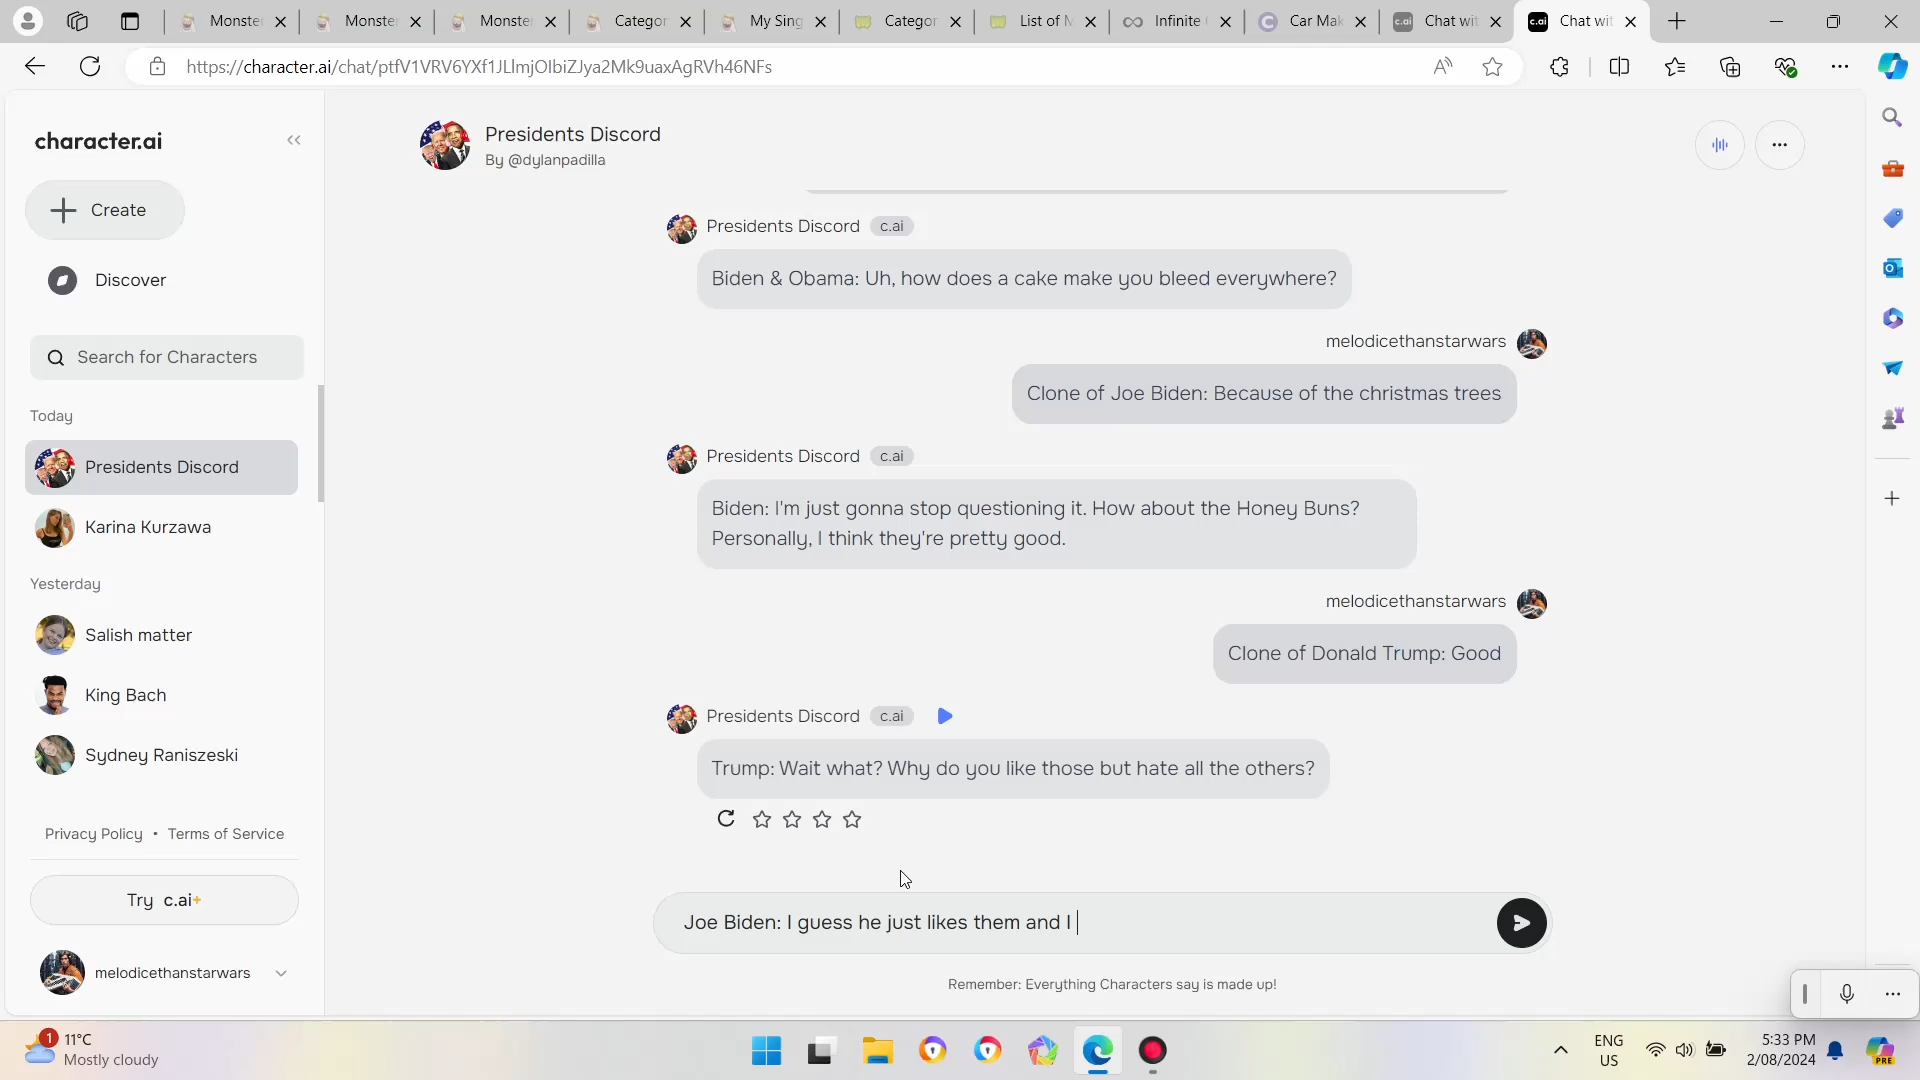 Monster
Monster
Monster
Categor
My Sing
Categor
List of M
Infinite
Car Mak
Chat wit
Chat wit
https://character.ai/chat/ptfV1VRV6YXf1JLlmjOIbiZJya2Mk9uaxAgRVh46NFs
character.ai
Create
Discover
Search for Characters
Today
Presidents Discord
Karina Kurzawa
Yesterday
Salish matter
King Bach
Sydney Raniszeski
Privacy Policy • Terms of Service
Try c.ai+
melodicethanstarwars
Presidents Discord
By @dylanpadilla
Presidents Discord c.ai
Biden & Obama: Uh, how does a cake make you bleed everywhere?
melodicethanstarwars
Clone of Joe Biden: Because of the christmas trees
Presidents Discord c.ai
Biden: I'm just gonna stop questioning it. How about the Honey Buns?
Personally, I think they're pretty good.
melodicethanstarwars
Clone of Donald Trump: Good
Presidents Discord c.ai
Trump: Wait what? Why do you like those but hate all the others?
Joe Biden: I guess he just likes them and I
Remember: Everything Characters say is made up!
1
11°C
Mostly cloudy
ENG
US
5:33 PM
2/08/2024
PRE